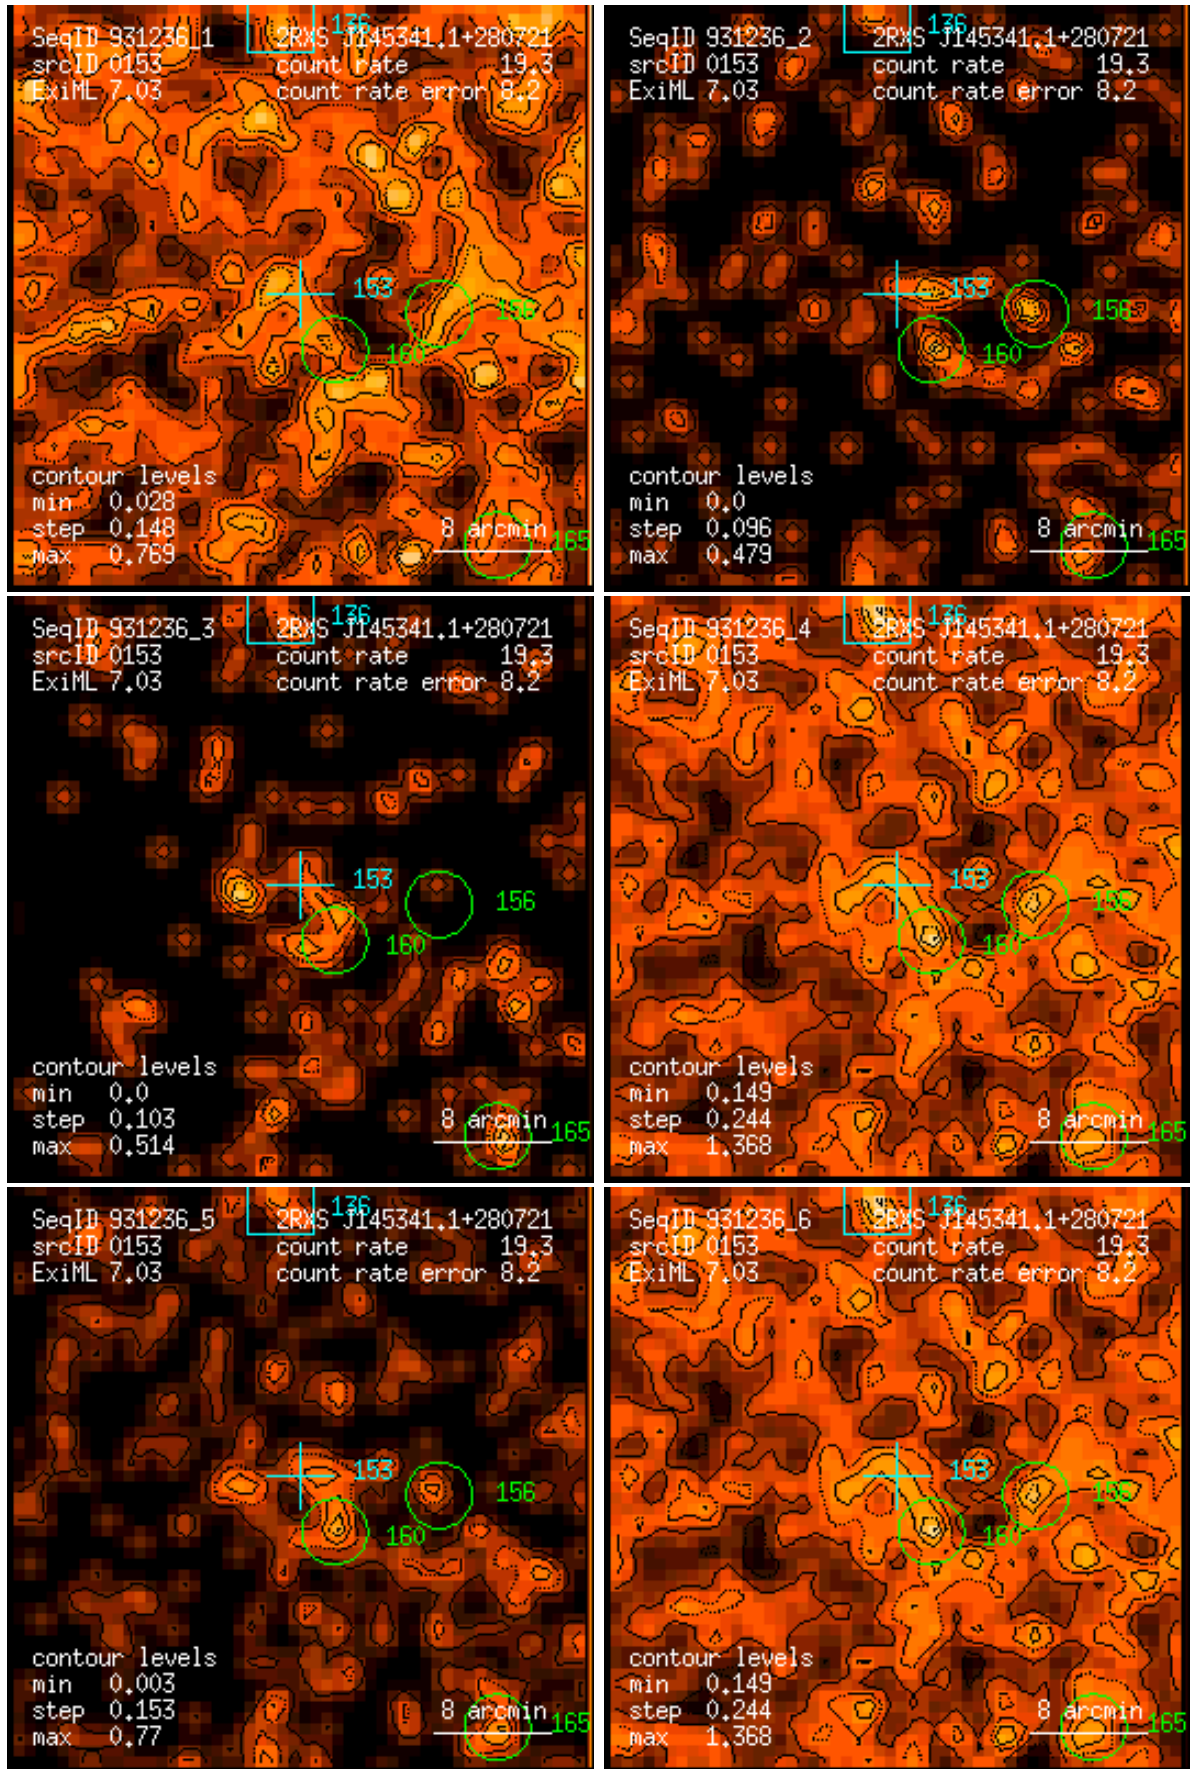 136
SeqID 931236_1 2RXS J145341.1+280721
srcID 0153 count rate 19.3
ExiML 7.03 count rate error 8.2
153
156
160
contour levels
min 0.028
step 0.148 8 arcmin 165
max 0.769
136
SeqID 931236_2 2RXS J145341.1+280721
srcID 0153 count rate 19.3
ExiML 7.03 count rate error 8.2
153
156
160
contour levels
min 0.0
step 0.096 8 arcmin 165
max 0.479
136
SeqID 931236_3 2RXS J145341.1+280721
srcID 0153 count rate 19.3
ExiML 7.03 count rate error 8.2
153
156
160
contour levels
min 0.0
step 0.103 8 arcmin 165
max 0.514
136
SeqID 931236_4 2RXS J145341.1+280721
srcID 0153 count rate 19.3
ExiML 7.03 count rate error 8.2
153
156
160
contour levels
min 0.149
step 0.244 8 arcmin 165
max 1.368
136
SeqID 931236_5 2RXS J145341.1+280721
srcID 0153 count rate 19.3
ExiML 7.03 count rate error 8.2
153
156
160
contour levels
min 0.003
step 0.153 8 arcmin 165
max 0.77
136
SeqID 931236_6 2RXS J145341.1+280721
srcID 0153 count rate 19.3
ExiML 7.03 count rate error 8.2
153
156
160
contour levels
min 0.149
step 0.244 8 arcmin 165
max 1.368